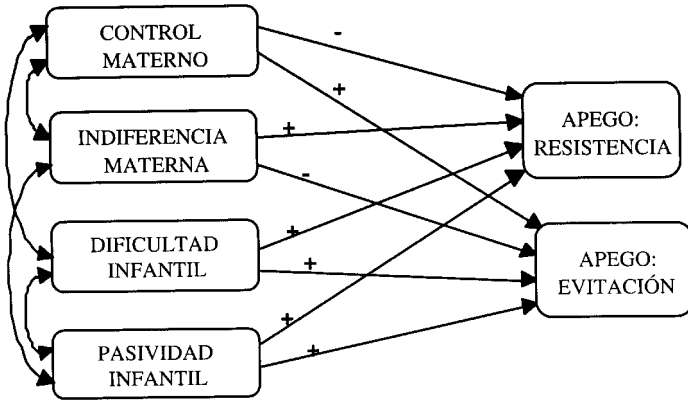 CONTROL
MATERNO
-
+
INDIFERENCIA
MATERNA
+
-
DIFICULTAD
INFANTIL
+
+
PASIVIDAD
INFANTIL
+
+
APEGO:
RESISTENCIA
APEGO:
EVITACIÓN